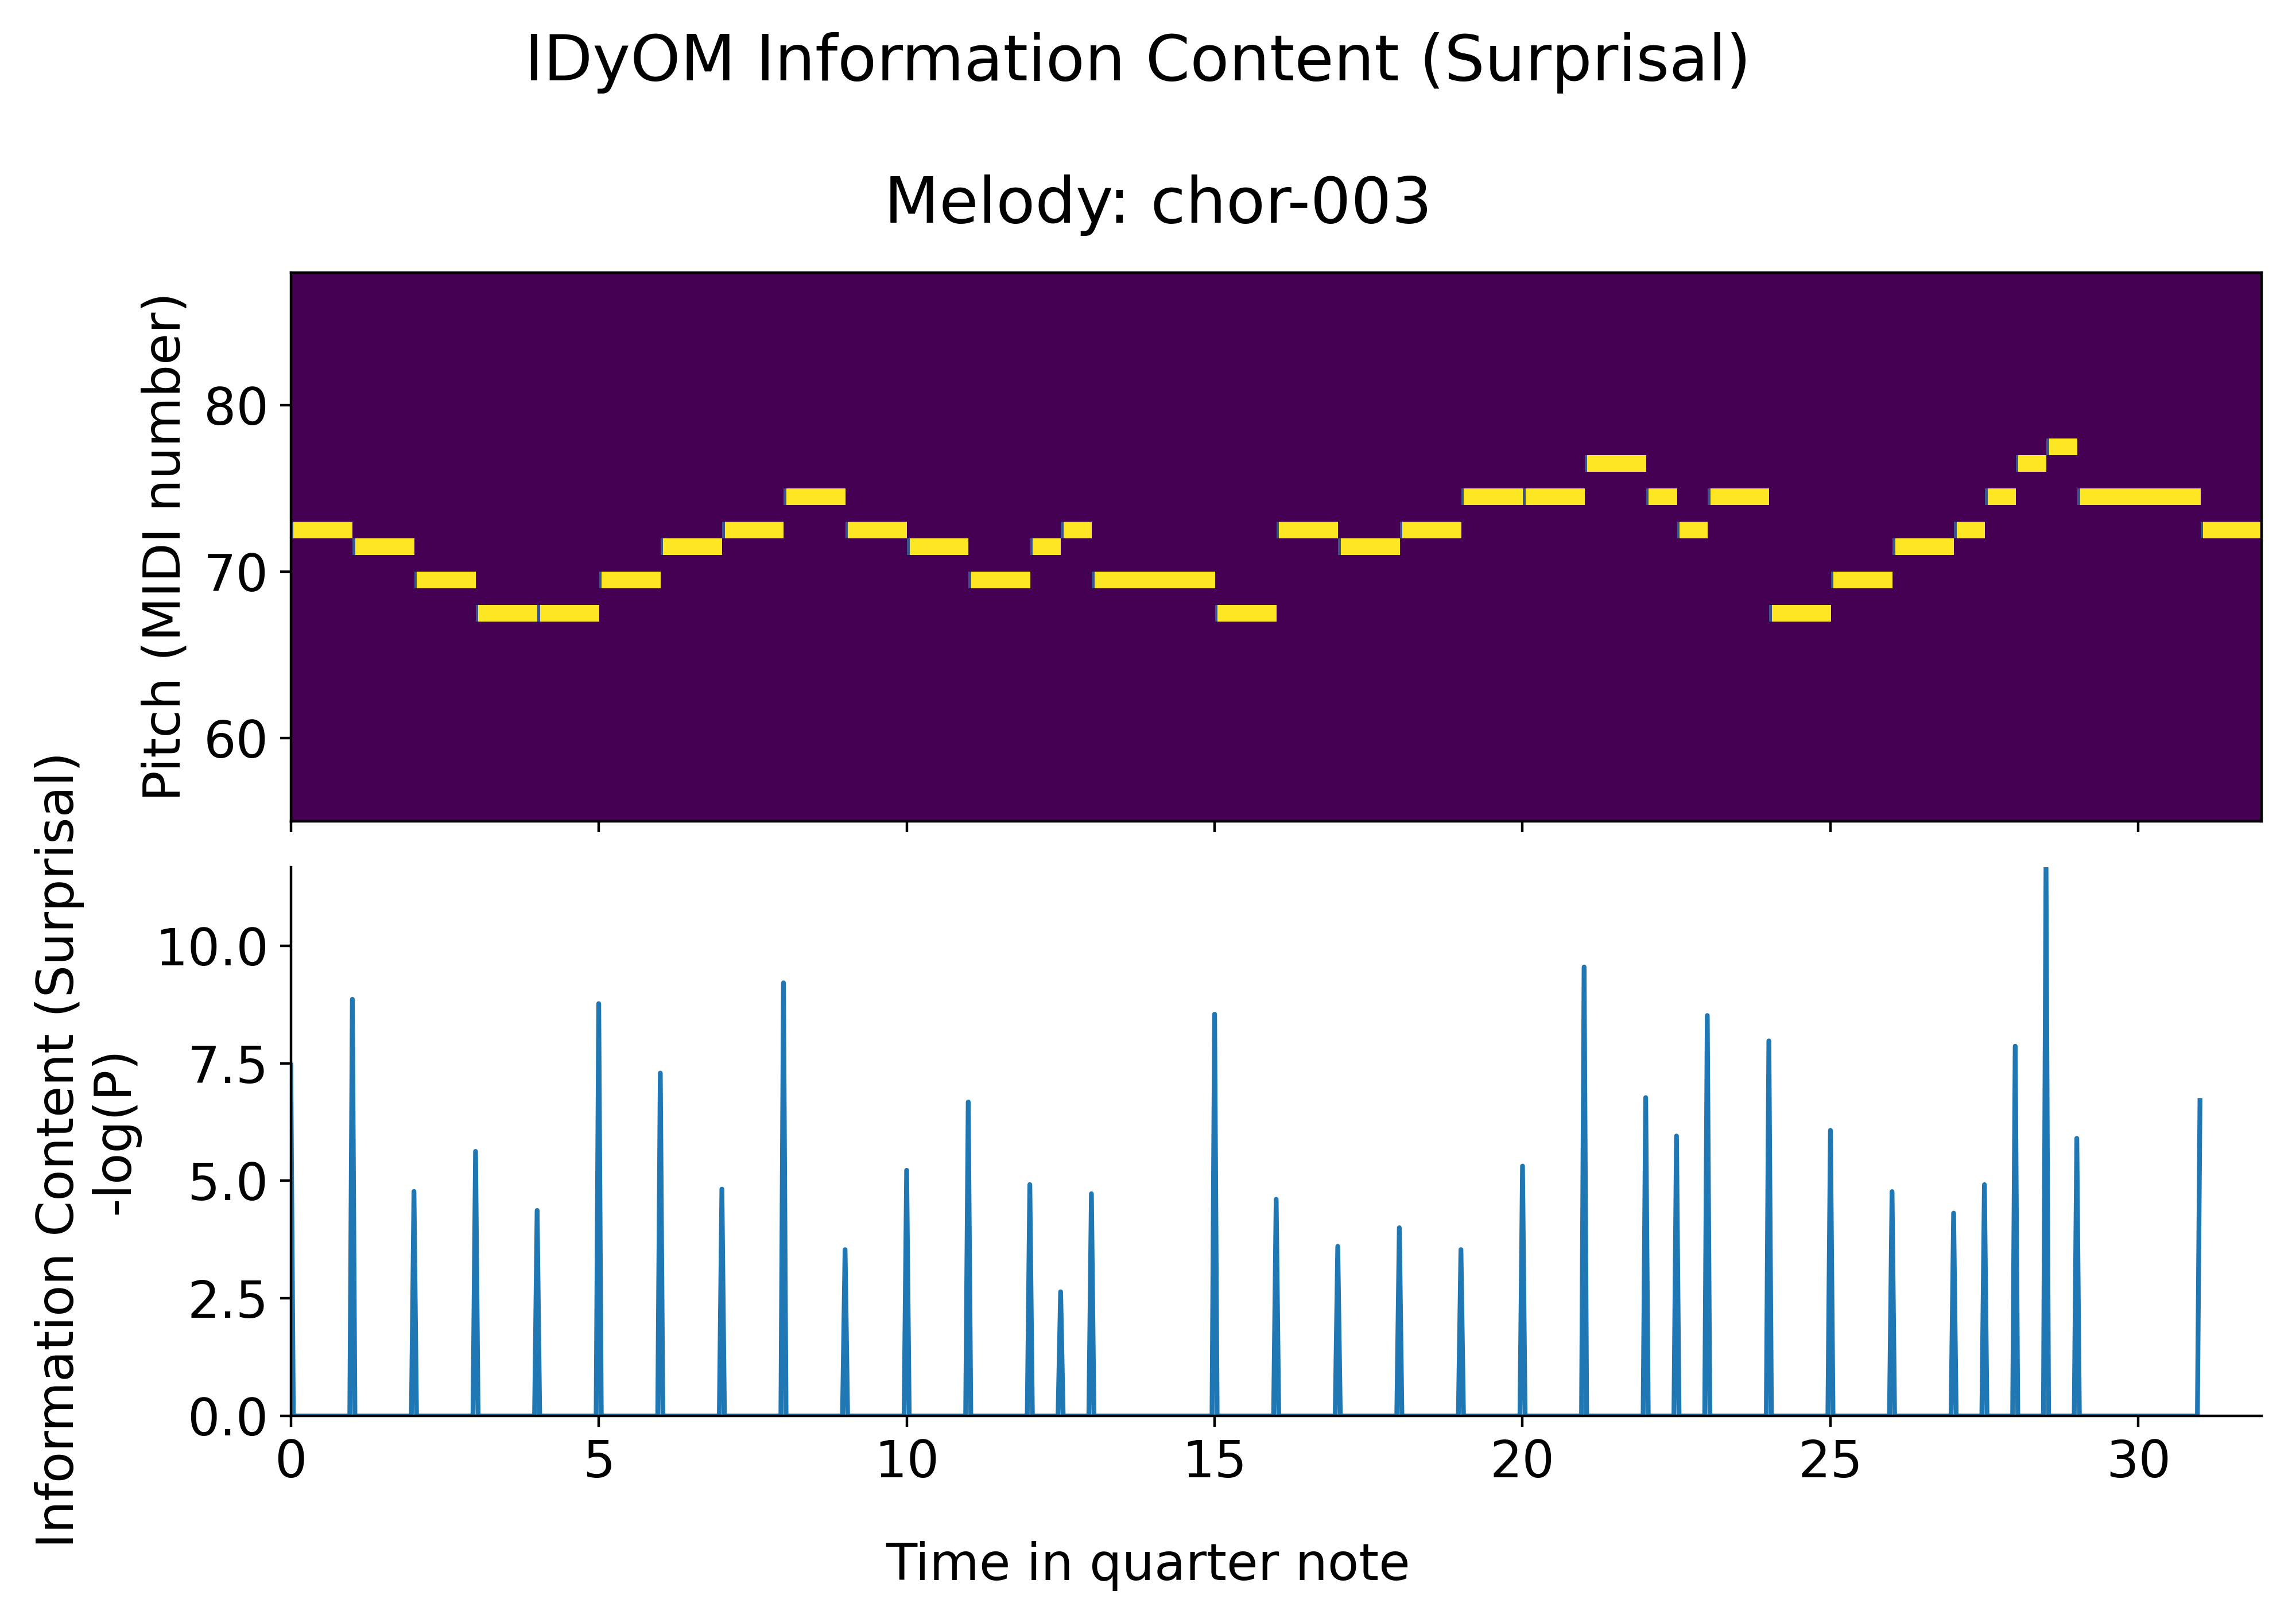 IDyOM Information Content (Surprisal)
Melody: chor-003
Pitch (MIDI number)
80
70
60
Information Content (Surprisal)
-log(P)
10.0
7.5
5.0
2.5
0.0
0 5 10 15 20 25 30
Time in quarter note